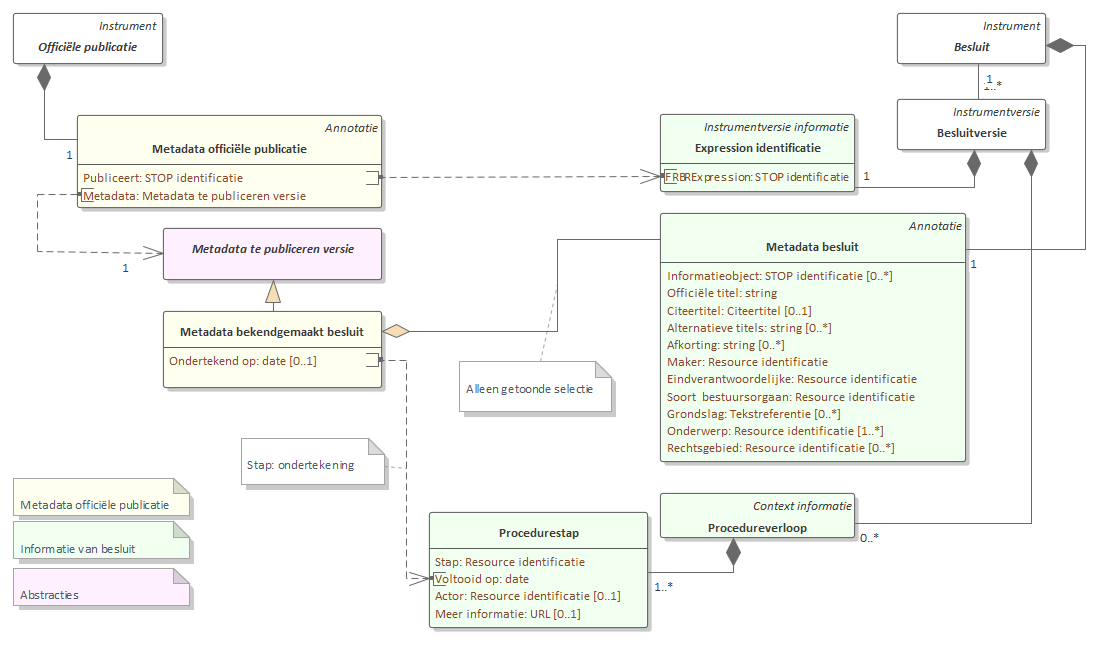 Instrument
Officiële publicatie
Instrument
Besluit
1
1..*
Instrumentversie
Besluitversie
Annotatie
Metadata officiële publicatie
Publiceert: STOP identificatie
Metadata: Metadata te publiceren versie
1
Instrumentversie informatie
Expression identificatie
FRBRExpression: STOP identificatie
1
Metadata te publiceren versie
1
Annotatie
Metadata besluit
Informatieobject: STOP identificatie [0..*]
Officiële titel: string
Citeertitel: Citeertitel [0..1]
Alternatieve titels: string [0..*]
Afkorting: string [0..*]
Maker: Resource identificatie
Eindverantwoordelijke: Resource identificatie
Soort bestuursorgaan: Resource identificatie
Grondslag: Tekstreferentie [0..*]
Onderwerp: Resource identificatie [1..*]
Rechtsgebied: Resource identificatie [0..*]
1
Metadata bekendgemaakt besluit
Ondertekend op: date [0..1]
Alleen getoonde selectie
Stap: ondertekening
Metadata officiële publicatie
Informatie van besluit
Abstracties
Context informatie
Procedureverloop
0..*
Procedurestap
Stap: Resource identificatie
Voltooid op: date
Actor: Resource identificatie [0..1]
Meer informatie: URL [0..1]
1..*